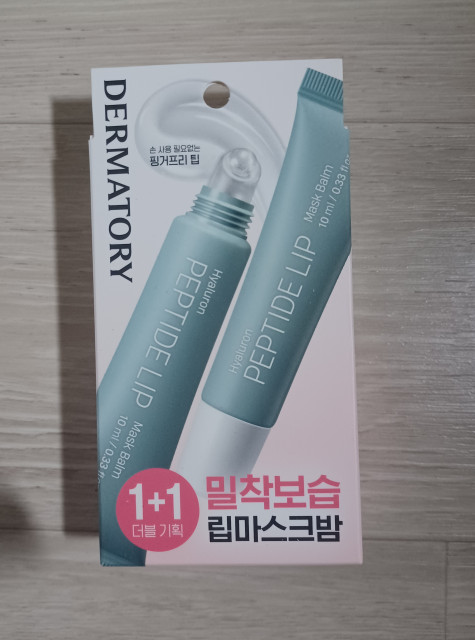 DERMATORY
손 사용 필요없는
핑거프리 팁
Hyaluron
PEPTIDE LIP
Mask Balm
10 ml / 0.33 fl.
Hyaluron
PEPTIDE LIP
Mask Balm
10 ml / 0.33 fl
1+1
더블 기획
밀착보습
립마스크밤